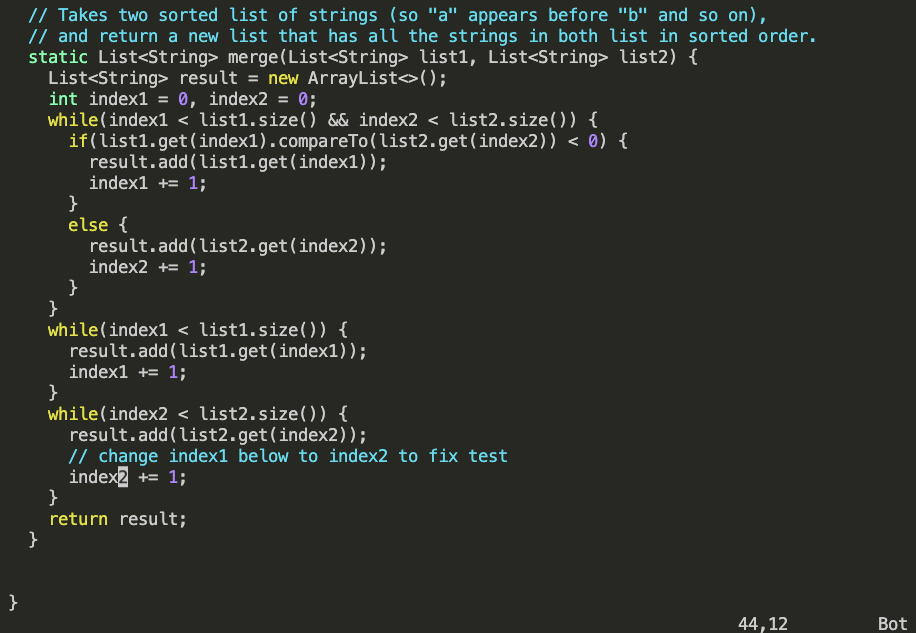 // Takes two sorted list of strings (so "a" appears before "b" and so on),
  // and return a new list that has all the strings in both list in sorted order.
  static List<String> merge(List<String> list1, List<String> list2) {
    List<String> result = new ArrayList<>();
    int index1 = 0, index2 = 0;
    while(index1 < list1.size() && index2 < list2.size()) {
      if(list1.get(index1).compareTo(list2.get(index2)) < 0) {
        result.add(list1.get(index1));
        index1 += 1;
      }
      else {
        result.add(list2.get(index2));
        index2 += 1;
      }
    }
    while(index1 < list1.size()) {
      result.add(list1.get(index1));
      index1 += 1;
    }
    while(index2 < list2.size()) {
      result.add(list2.get(index2));
      // change index1 below to index2 to fix test
      index2 += 1;
    }
    return result;
  }
}
44,12 Bot